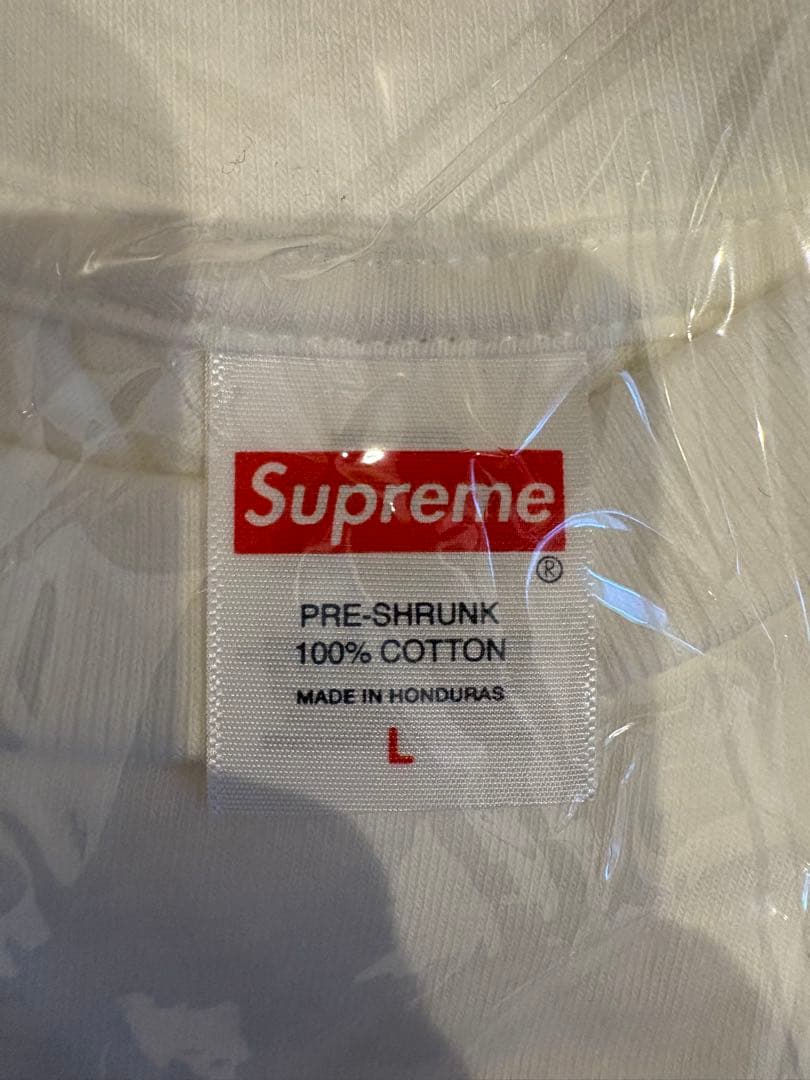 Supreme
®
PRE-SHRUNK
100% COTTON
MADE IN HONDURAS
L